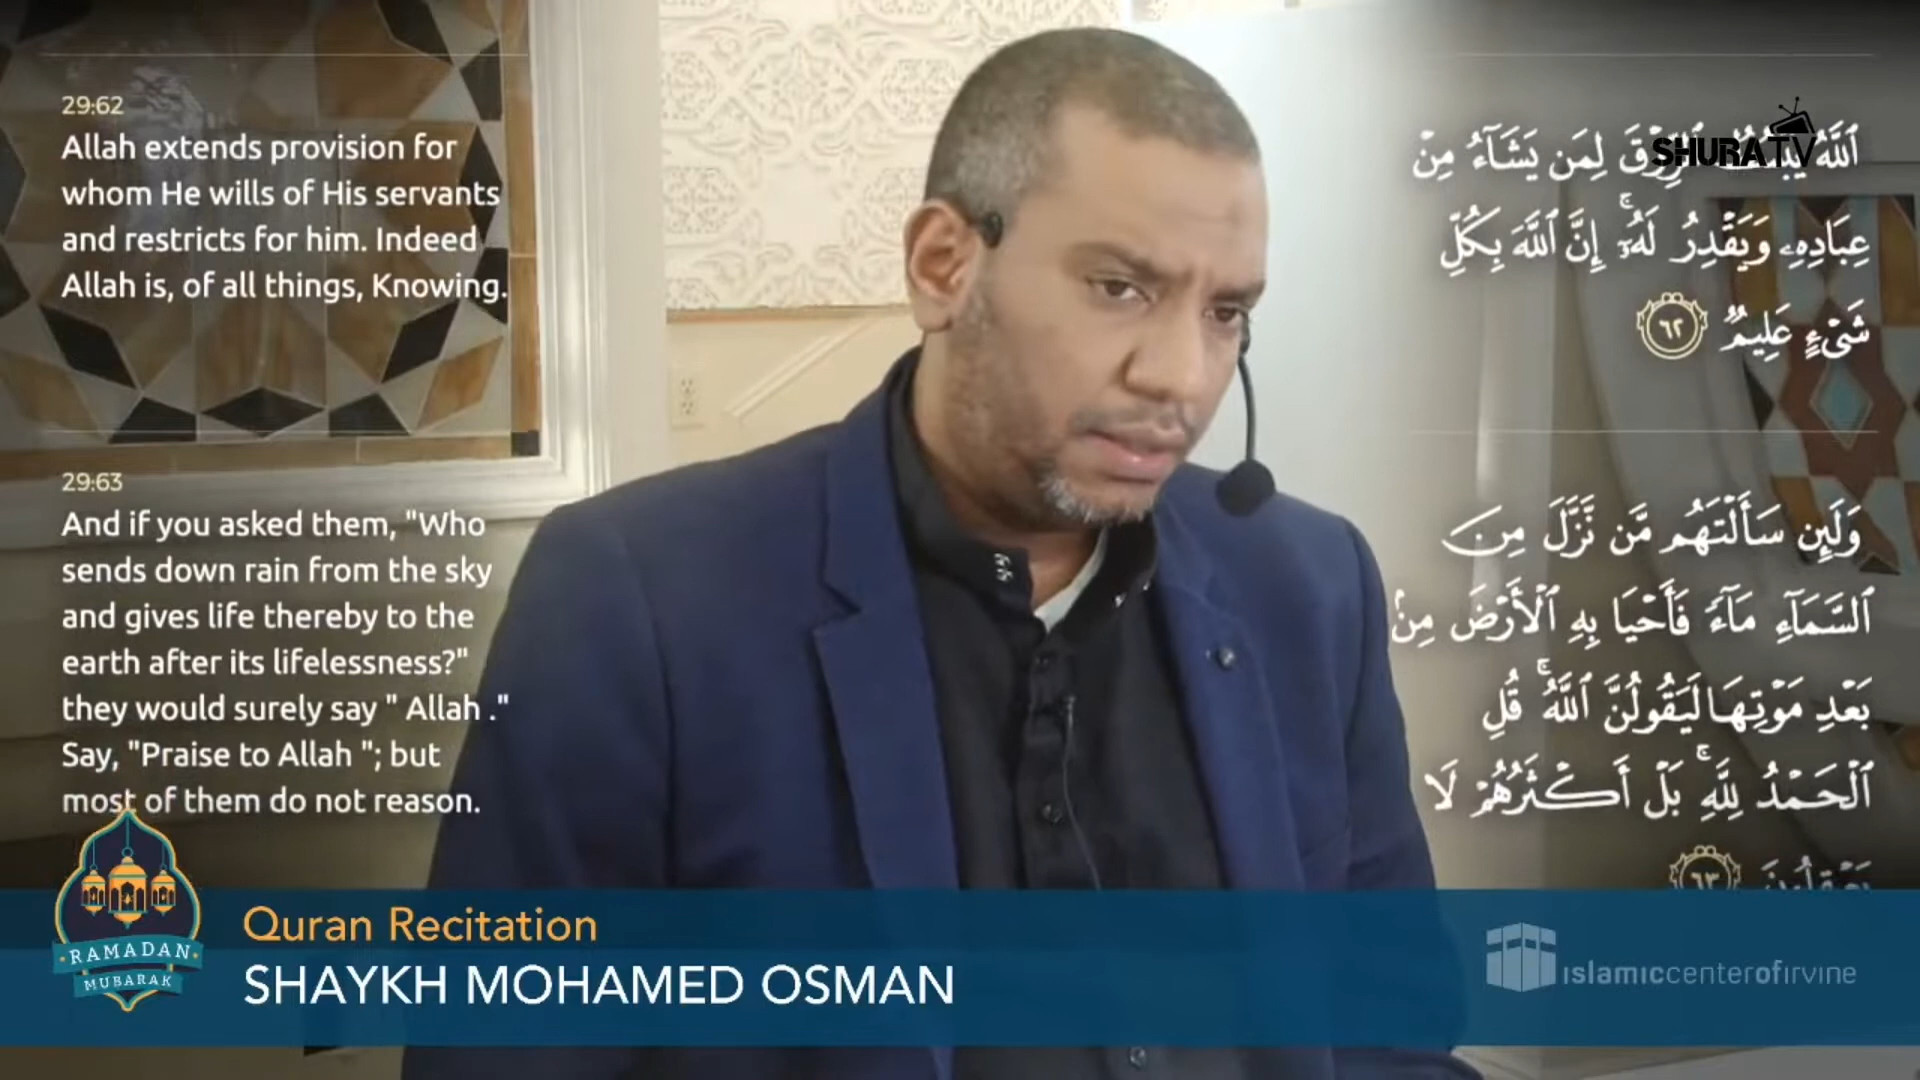 29:62
Allah extends provision for
whom He wills of His servants
and restricts for him. Indeed
Allah is, of all things, Knowing.
29:63
And if you asked them, "Who
sends down rain from the sky
and gives life thereby to the
earth after its lifelessness?"
they would surely say " Allah ."
Say, "Praise to Allah "; but
most of them do not reason.
SHURA TV
ٱللَّهُ يَبْسُطُ ٱلرِّزْقَ لِمَن يَشَآءُ مِنْ
عِبَادِهِۦ وَيَقْدِرُ لَهُۥٓ ۚ إِنَّ ٱللَّهَ بِكُلِّ
شَىْءٍ عَلِيمٌ ٦٢
وَلَئِن سَأَلْتَهُم مَّن نَّزَّلَ مِنَ
ٱلسَّمَآءِ مَآءً فَأَحْيَا بِهِ ٱلْأَرْضَ مِنۢ
بَعْدِ مَوْتِهَا لَيَقُولُنَّ ٱللَّهُ ۚ قُلِ
ٱلْحَمْدُ لِلَّهِ ۚ بَلْ أَكْثَرُهُمْ لَا
يَعْقِلُونَ ٦٣
RAMADAN
MUBARAK
Quran Recitation
SHAYKH MOHAMED OSMAN
islamiccenterofirvine